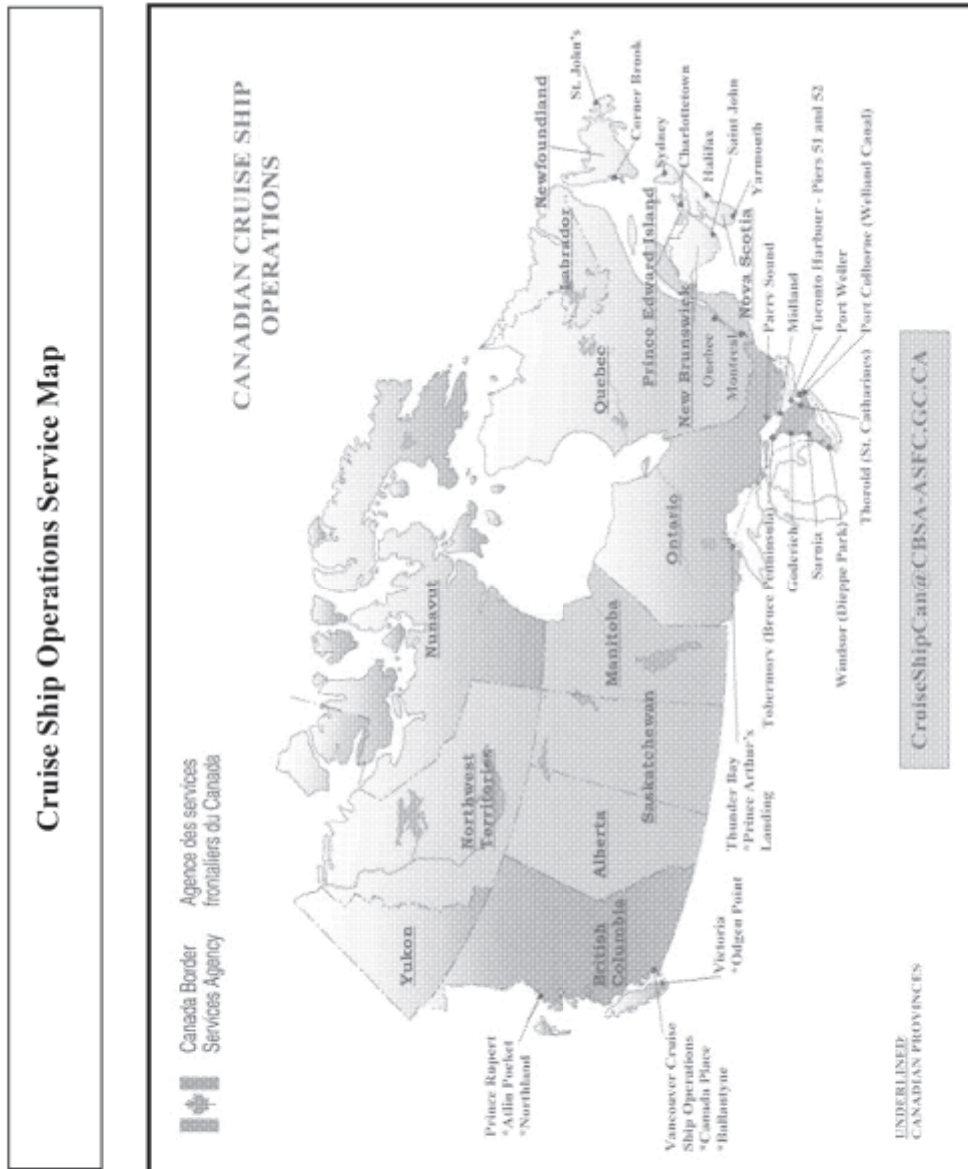 Cruise Ship Operations Service Map
Canada Border
Services Agency
Agence des services
frontaliers du Canada
CANADIAN CRUISE SHIP
OPERATIONS
Yukon
Northwest
Territories
Nunavut
British
Columbia
Alberta
Saskatchewan
Manitoba
Ontario
Quebec
Labrador
Newfoundland
Prince Edward Island
New Brunswick
Nova Scotia
Quebec
Montreal
St. John's
Corner Brook
Sydney
Charlottetown
Halifax
Saint John
Yarmouth
Parry Sound
Midland
Toronto Harbour - Piers 51 and 52
Port Weller
Port Colborne (Welland Canal)
Thorold (St. Catharines)
Prince Rupert
*Atlin Pocket
*Northland
Vancouver Cruise
Ship Operations
*Canada Place
*Ballantyne
Victoria
*Odgen Point
Thunder Bay
*Prince Arthur's
Landing
Tobermory (Bruce Penninsula)
Goderich
Sarnia
Windsor (Dieppe Park)
CruiseShipCan@CBSA-ASFC.GC.CA
UNDERLINED:
CANADIAN PROVINCES